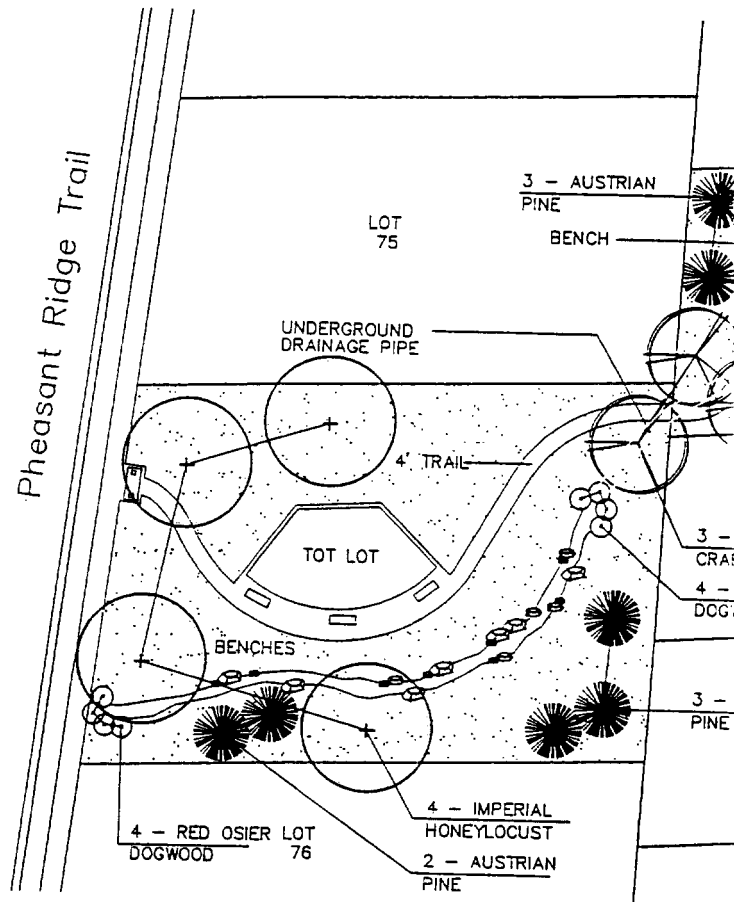 Pheasant Ridge Trail
3 – AUSTRIAN
PINE
LOT
75
BENCH
UNDERGROUND
DRAINAGE PIPE
4' TRAIL
TOT LOT
3 –
4 –
BENCHES
3 –
PINE
4 – IMPERIAL
HONEYLOCUST
4 – RED OSIER
DOGWOOD
LOT
76
2 – AUSTRIAN
PINE